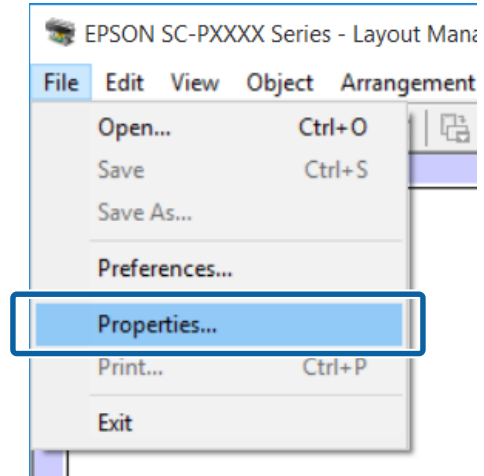 EPSON SC-PXXXX Series - Layout Mana
File Edit View Object Arrangement
Open... Ctrl+O
Save Ctrl+S
Save As...
Preferences...
Properties...
Print... Ctrl+P
Exit